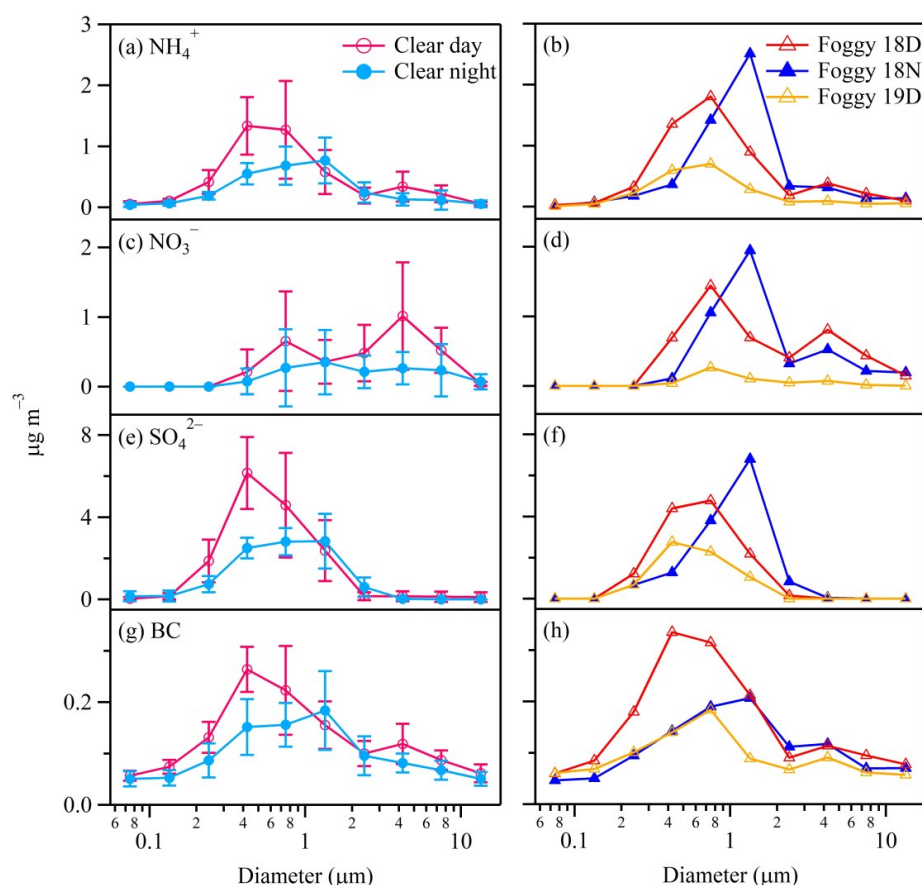 3
(a) NH₄⁺
Clear day
Clear night
(b)
Foggy 18D
Foggy 18N
Foggy 19D
2
1
0
(c) NO₃⁻
(d)
2
1
0
µg m⁻³
(e) SO₄²⁻
(f)
8
4
0
(g) BC
(h)
0.2
0.0
6 8 2 4 6 8 2 4 6 8
6 8 2 4 6 8 2 4 6 8
0.1 1 10
0.1 1 10
Diameter (µm)
Diameter (µm)